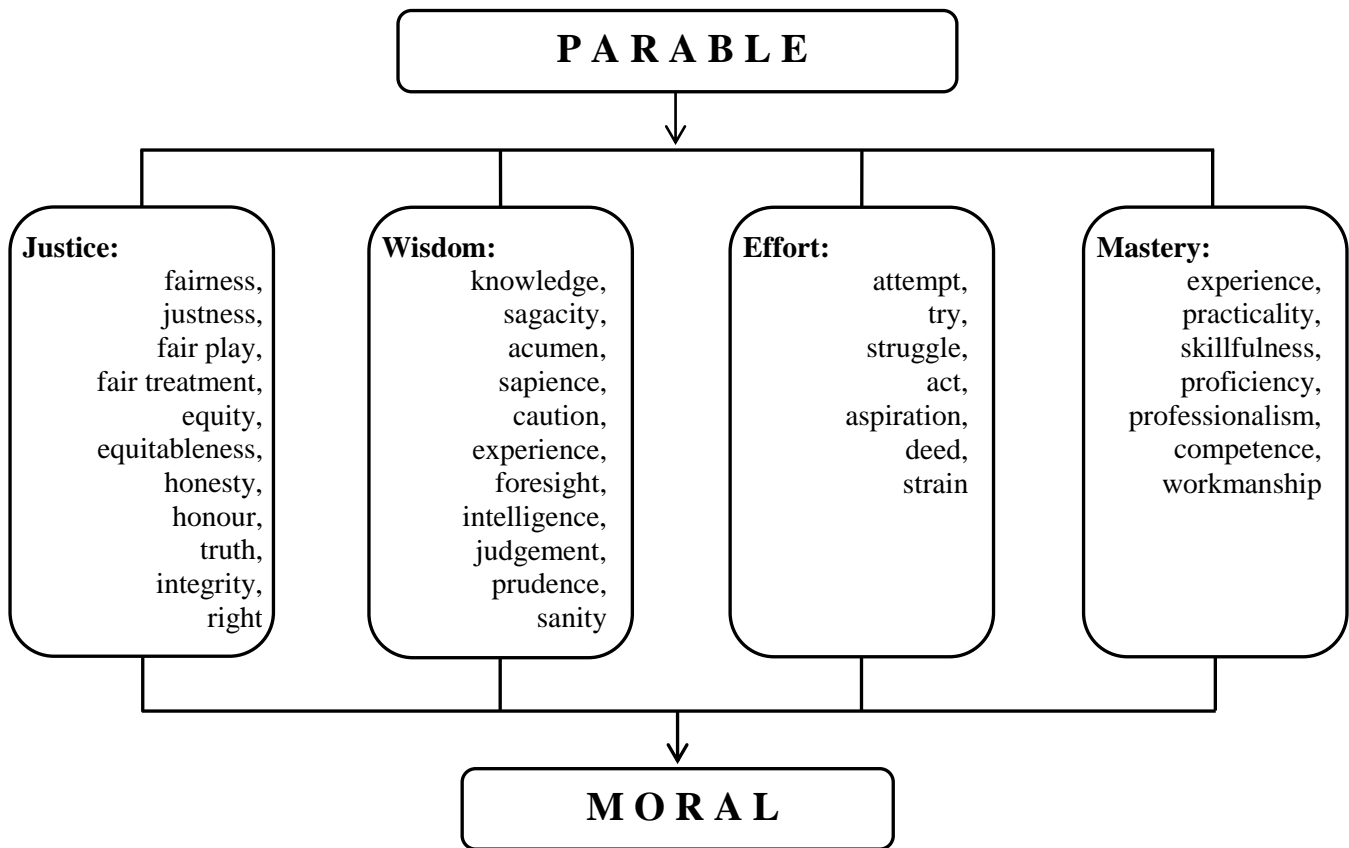 P A R A B L E
Justice:
fairness,
justness,
fair play,
fair treatment,
equity,
equitableness,
honesty,
honour,
truth,
integrity,
right
Wisdom:
knowledge,
sagacity,
acumen,
sapience,
caution,
experience,
foresight,
intelligence,
judgement,
prudence,
sanity
Effort:
attempt,
try,
struggle,
act,
aspiration,
deed,
strain
Mastery:
experience,
practicality,
skillfulness,
proficiency,
professionalism,
competence,
workmanship
M O R A L